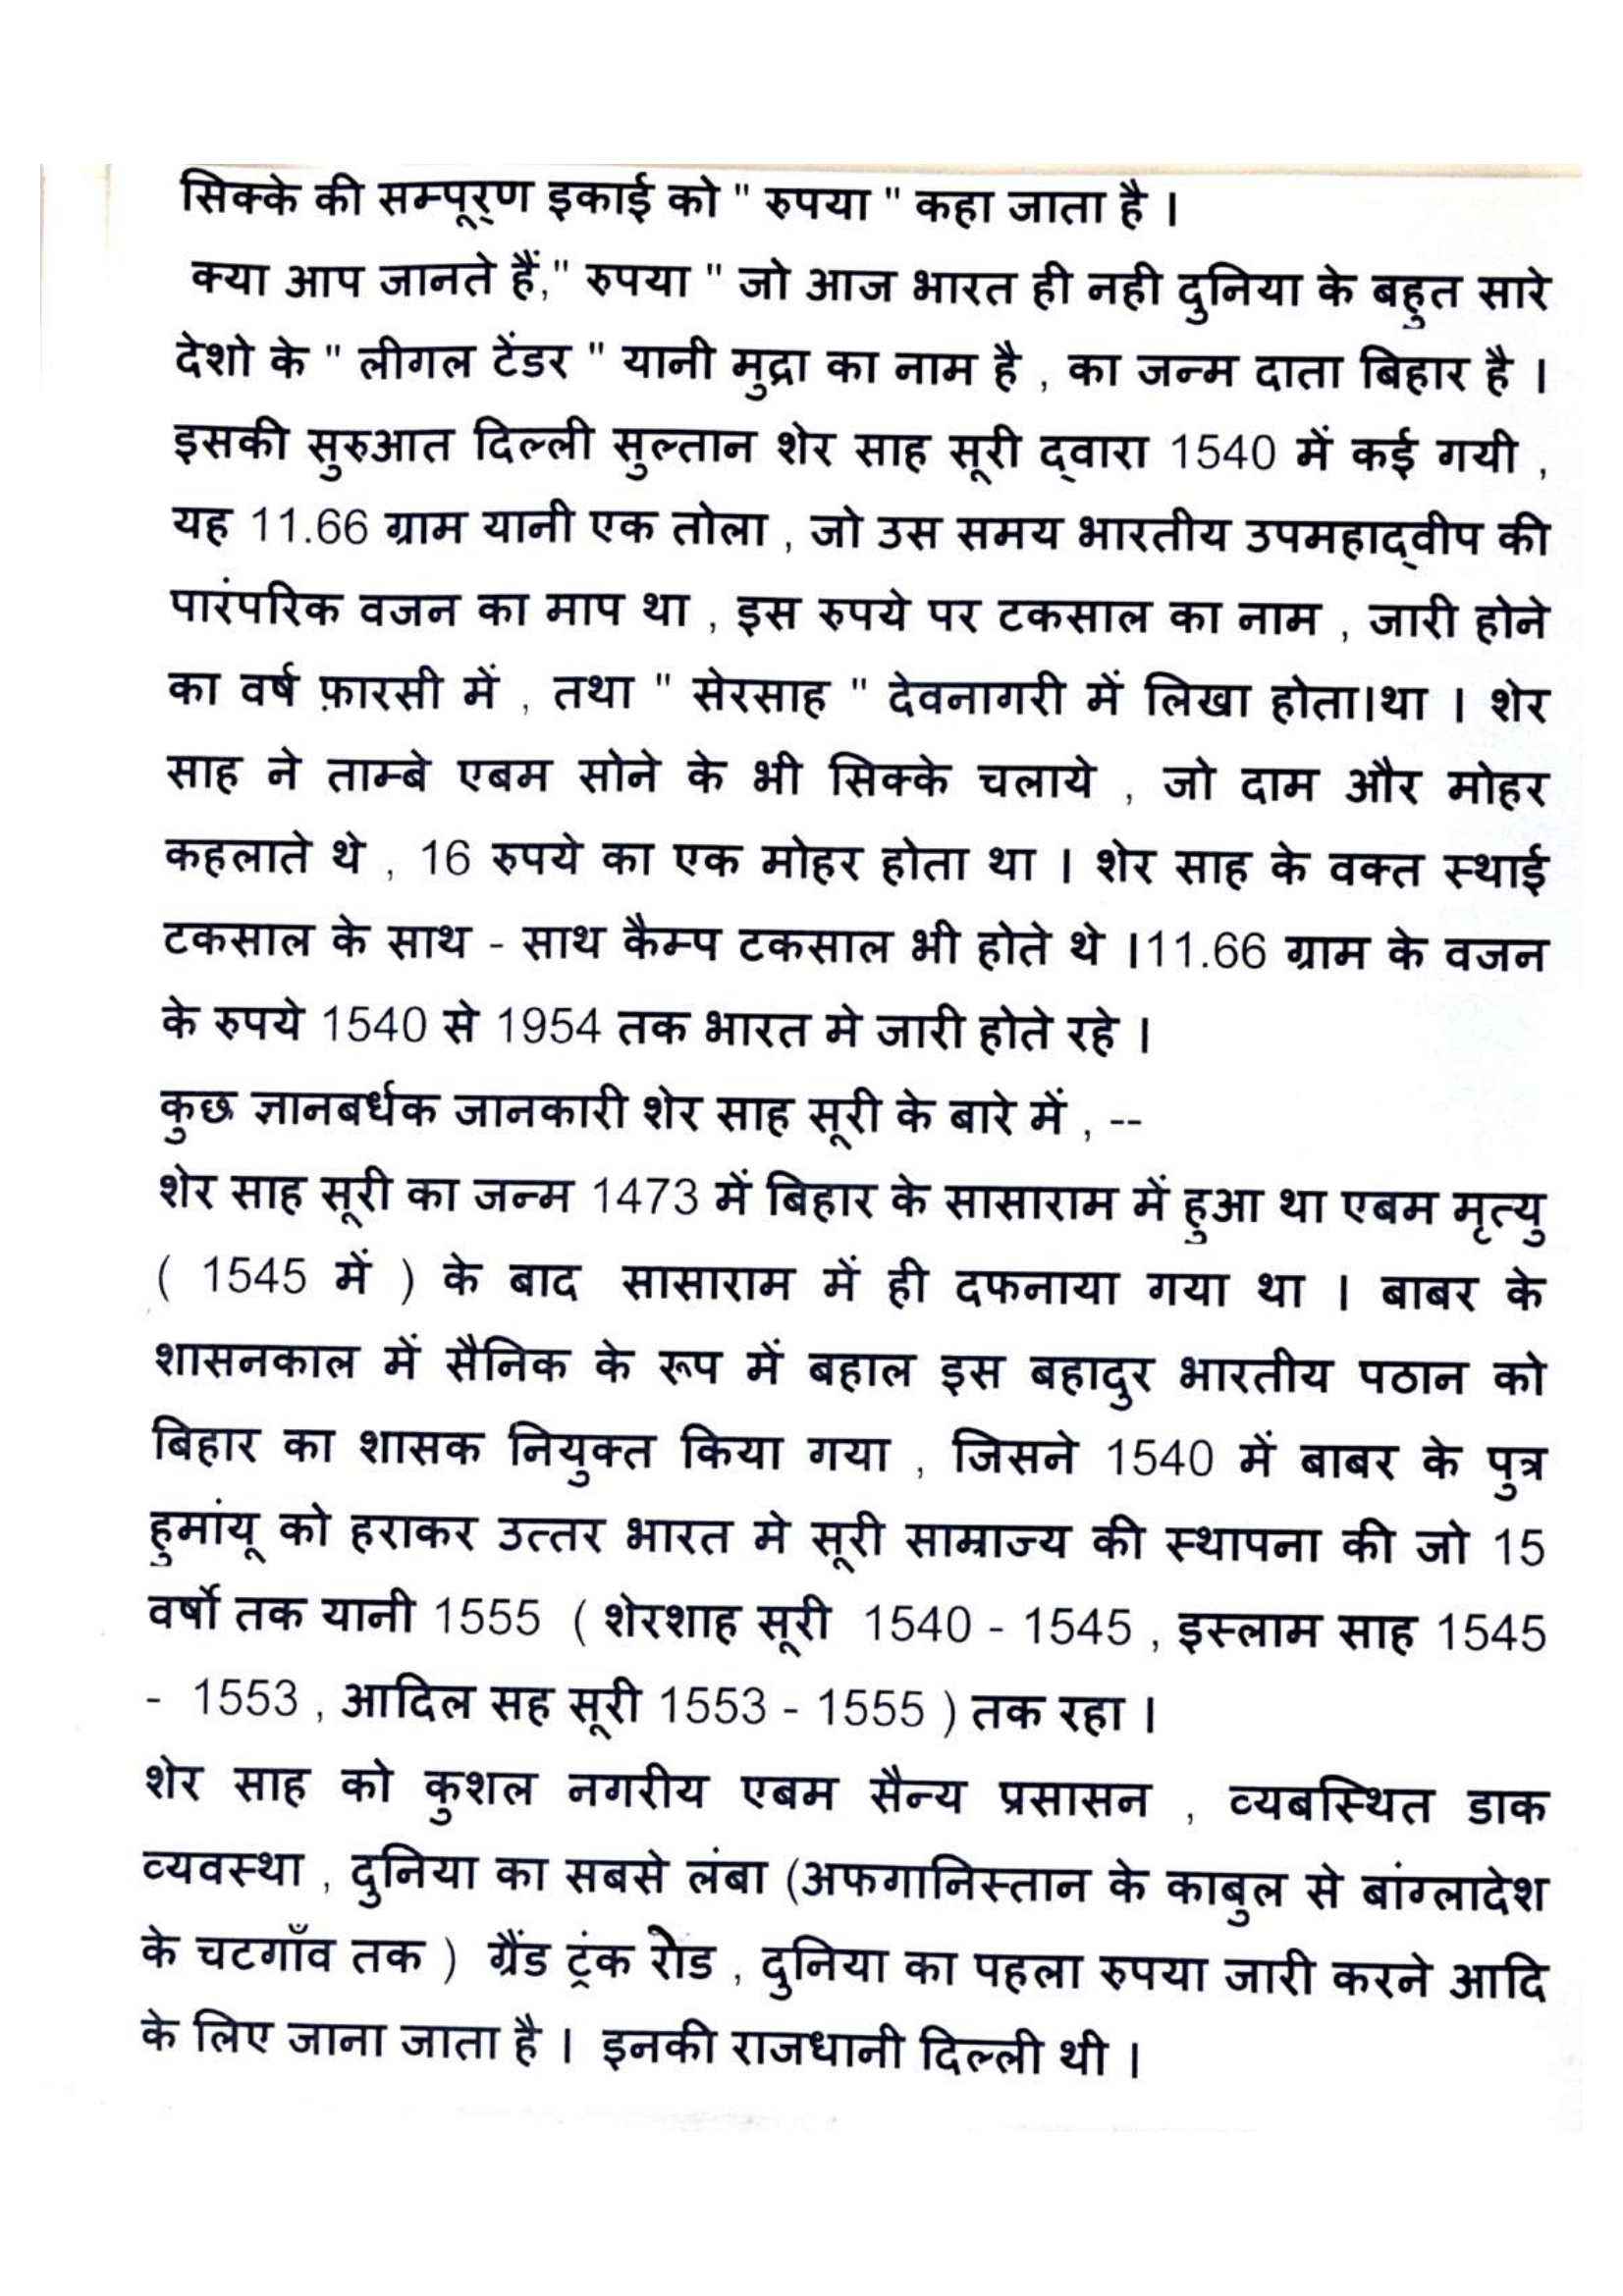 सिक्के की सम्पूर्ण इकाई को " रुपया " कहा जाता है ।
क्या आप जानते हैं," रुपया " जो आज भारत ही नही दुनिया के बहुत सारे
देशो के " लीगल टेंडर " यानी मुद्रा का नाम है , का जन्म दाता बिहार है ।
इसकी सुरुआत दिल्ली सुल्तान शेर साह सूरी द्वारा 1540 में कई गयी ,
यह 11.66 ग्राम यानी एक तोला , जो उस समय भारतीय उपमहाद्वीप की
पारंपरिक वजन का माप था , इस रुपये पर टकसाल का नाम , जारी होने
का वर्ष फ़ारसी में , तथा " सेरसाह " देवनागरी में लिखा होता।था । शेर
साह ने ताम्बे एबम सोने के भी सिक्के चलाये , जो दाम और मोहर
कहलाते थे , 16 रुपये का एक मोहर होता था । शेर साह के वक्त स्थाई
टकसाल के साथ - साथ कैम्प टकसाल भी होते थे ।11.66 ग्राम के वजन
के रुपये 1540 से 1954 तक भारत मे जारी होते रहे ।
कुछ ज्ञानबर्धक जानकारी शेर साह सूरी के बारे में , --
शेर साह सूरी का जन्म 1473 में बिहार के सासाराम में हुआ था एबम मृत्यु
( 1545 में ) के बाद सासाराम में ही दफनाया गया था । बाबर के
शासनकाल में सैनिक के रूप में बहाल इस बहादुर भारतीय पठान को
बिहार का शासक नियुक्त किया गया , जिसने 1540 में बाबर के पुत्र
हुमांयू को हराकर उत्तर भारत मे सूरी साम्राज्य की स्थापना की जो 15
वर्षो तक यानी 1555 ( शेरशाह सूरी 1540 - 1545 , इस्लाम साह 1545
- 1553 , आदिल सह सूरी 1553 - 1555 ) तक रहा ।
शेर साह को कुशल नगरीय एबम सैन्य प्रसासन , व्यबस्थित डाक
व्यवस्था , दुनिया का सबसे लंबा (अफगानिस्तान के काबुल से बांग्लादेश
के चटगाँव तक ) ग्रैंड ट्रंक रोड , दुनिया का पहला रुपया जारी करने आदि
के लिए जाना जाता है । इनकी राजधानी दिल्ली थी ।